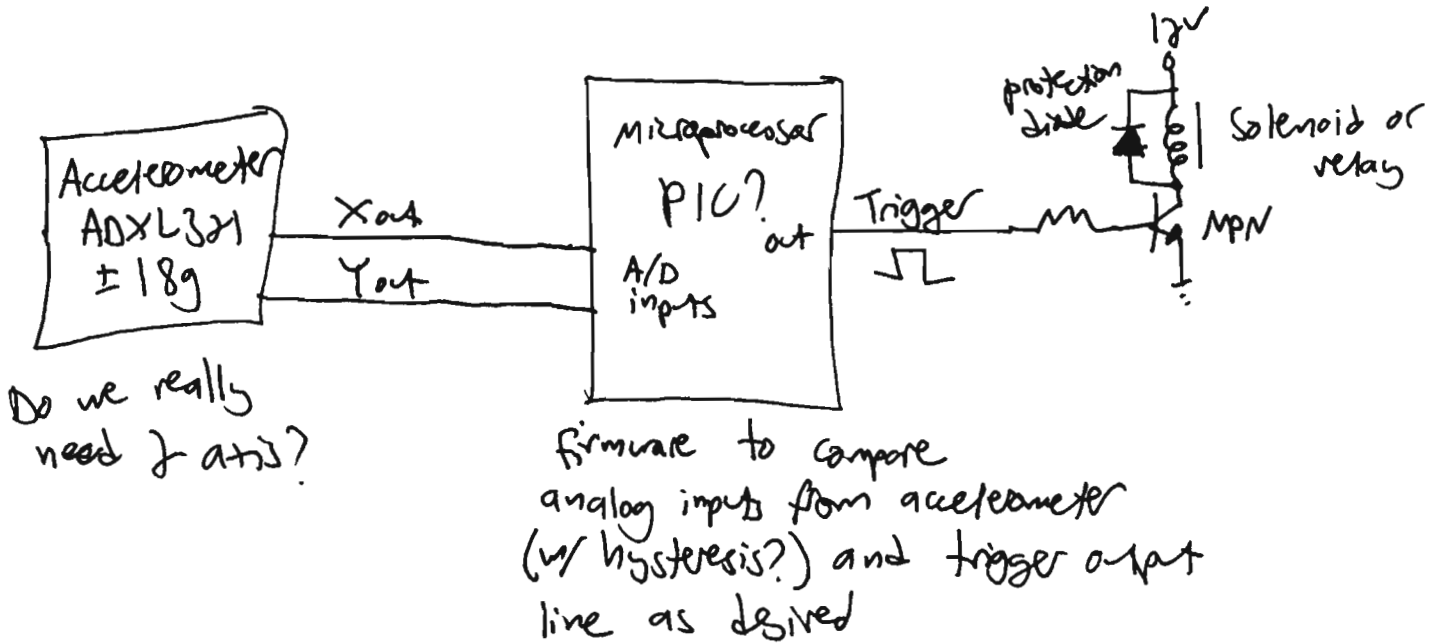 Accelerometer
ADXL321
± 18g
Do we really
need 2 axis?
Xout
Yout
Microprocessor
PIC?
out
A/D
inputs
firmware to compare
analog inputs from accelerometer
(w/ hysteresis?) and trigger output
line as desired
Trigger
12V
protection
diode
Solenoid or
relay
NPN